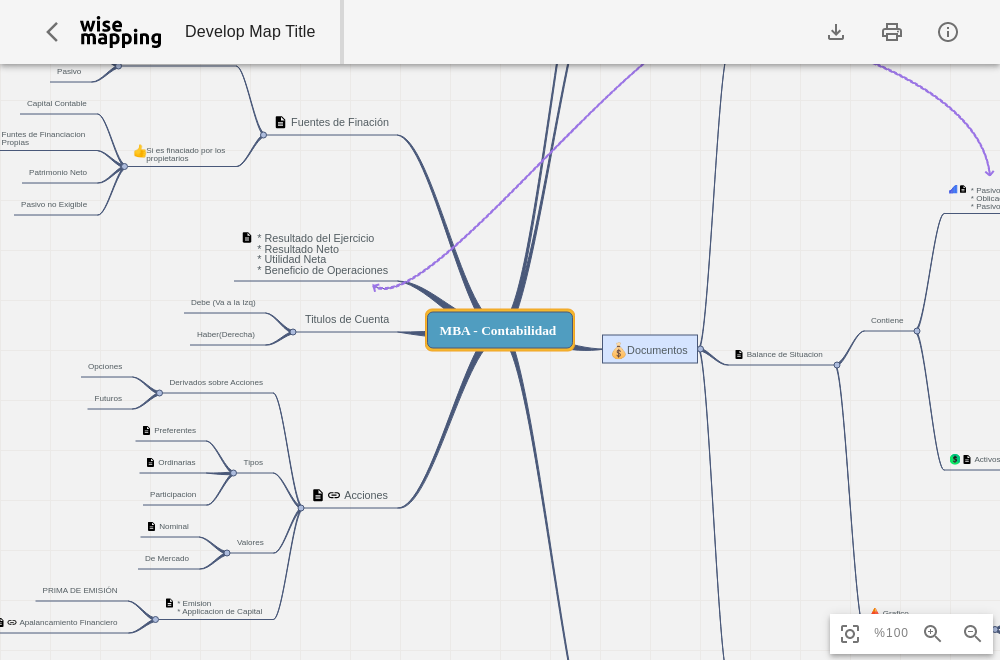 wise
mapping
Develop Map Title
Pasivo
Capital Contable
Funtes de Financiacion
Propias
Patrimonio Neto
Pasivo no Exigible
Si es finaciado por los
propietarios
Fuentes de Finación
* Resultado del Ejercicio
* Resultado Neto
* Utilidad Neta
* Beneficio de Operaciones
Debe (Va a la Izq)
Haber(Derecha)
Titulos de Cuenta
MBA - Contabilidad
Documentos
Balance de Situacion
Contiene
* Pasivo
* Oblica
* Pasivo
Activos
Grafico
Opciones
Futuros
Derivados sobre Acciones
Preferentes
Ordinarias
Participacion
Tipos
Nominal
De Mercado
Valores
Acciones
PRIMA DE EMISIÓN
Apalancamiento Financiero
* Emision
* Applicacion de Capital
%100